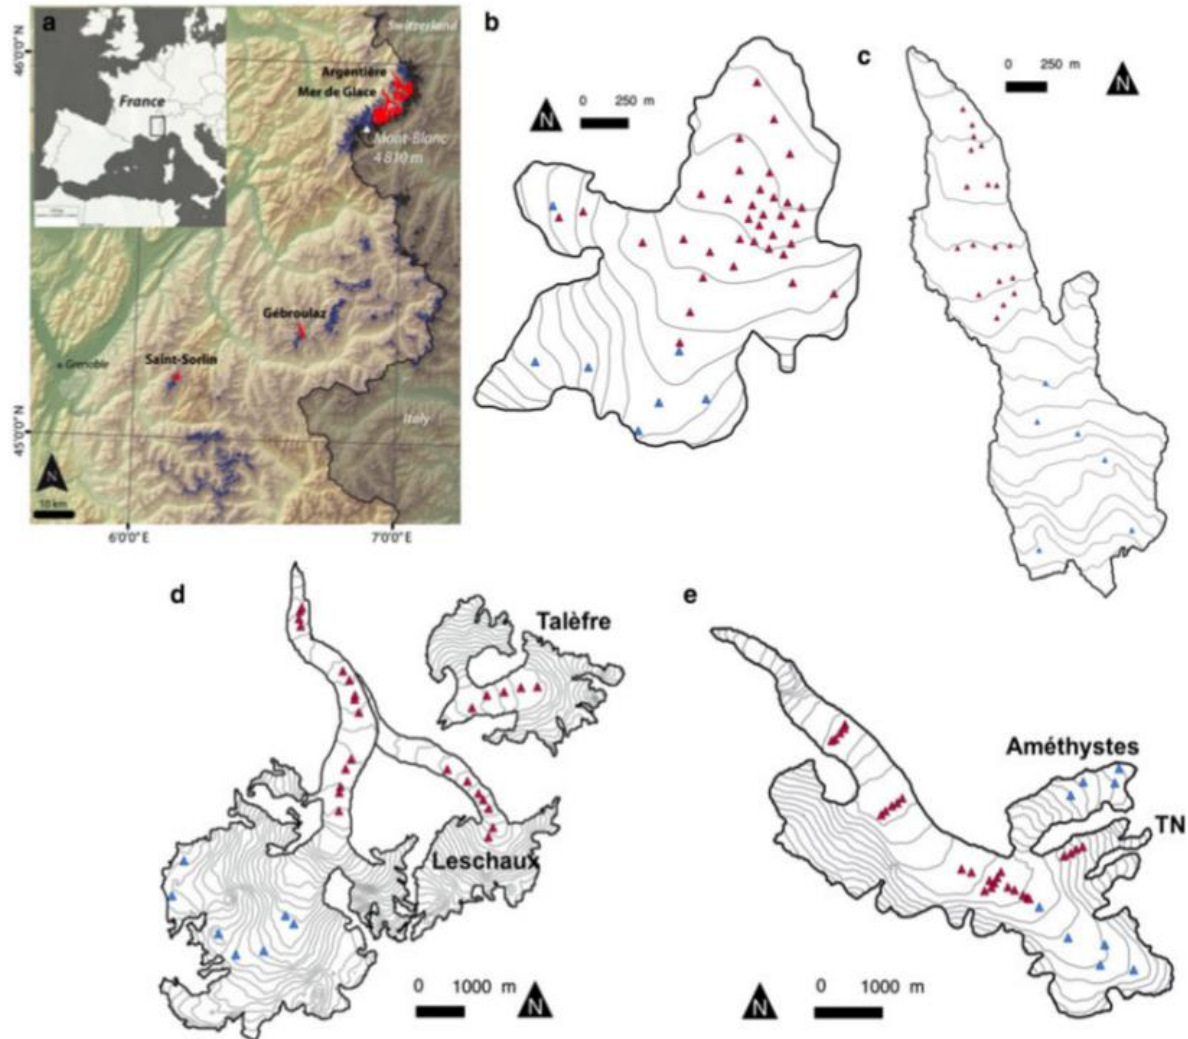 a
Switzerland
46°0'0"N
Argentière
Mer de Glace
France
Mont-Blanc
4 810 m
Gébroulaz
Saint-Sorlin
Grenoble
Italy
45°0'0"N
N
10 km
6°0'0"E
7°0'0"E
b
0 250 m
N
c
0 250 m
N
d
Talèfre
Leschaux
0 1000 m
N
e
Améthystes
TN
0 1000 m
N